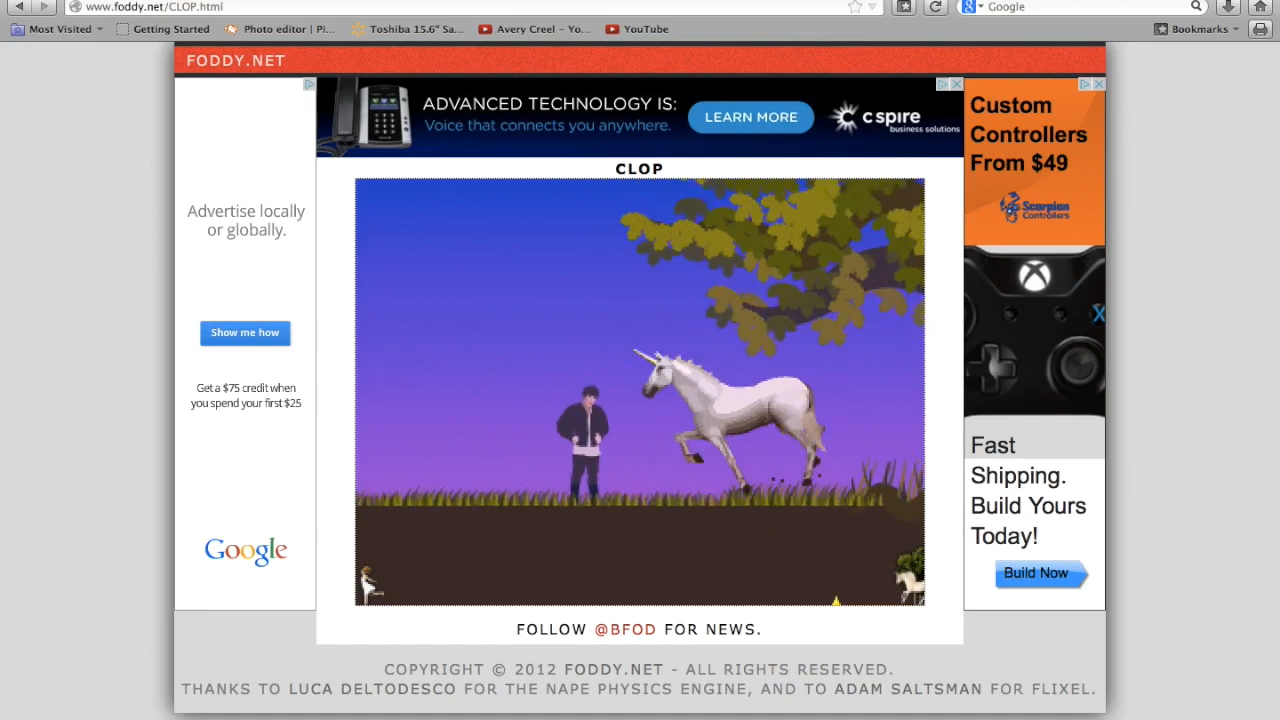 www.foddy.net/CLOP.html
Google
Most Visited
Getting Started
Photo editor | Pi...
Toshiba 15.6" Sa...
Avery Creel - Yo...
YouTube
Bookmarks
FODDY.NET
ADVANCED TECHNOLOGY IS:
Voice that connects you anywhere.
LEARN MORE
c spire
business solutions
Custom
Controllers
From $49
Scorpion
Controllers
CLOP
Advertise locally
or globally.
Show me how
Get a $75 credit when
you spend your first $25
Google
X
Fast
Shipping.
Build Yours
Today!
Build Now
FOLLOW @BFOD FOR NEWS.
COPYRIGHT © 2012 FODDY.NET - ALL RIGHTS RESERVED.
THANKS TO LUCA DELTODESCO FOR THE NAPE PHYSICS ENGINE, AND TO ADAM SALTSMAN FOR FLIXEL.